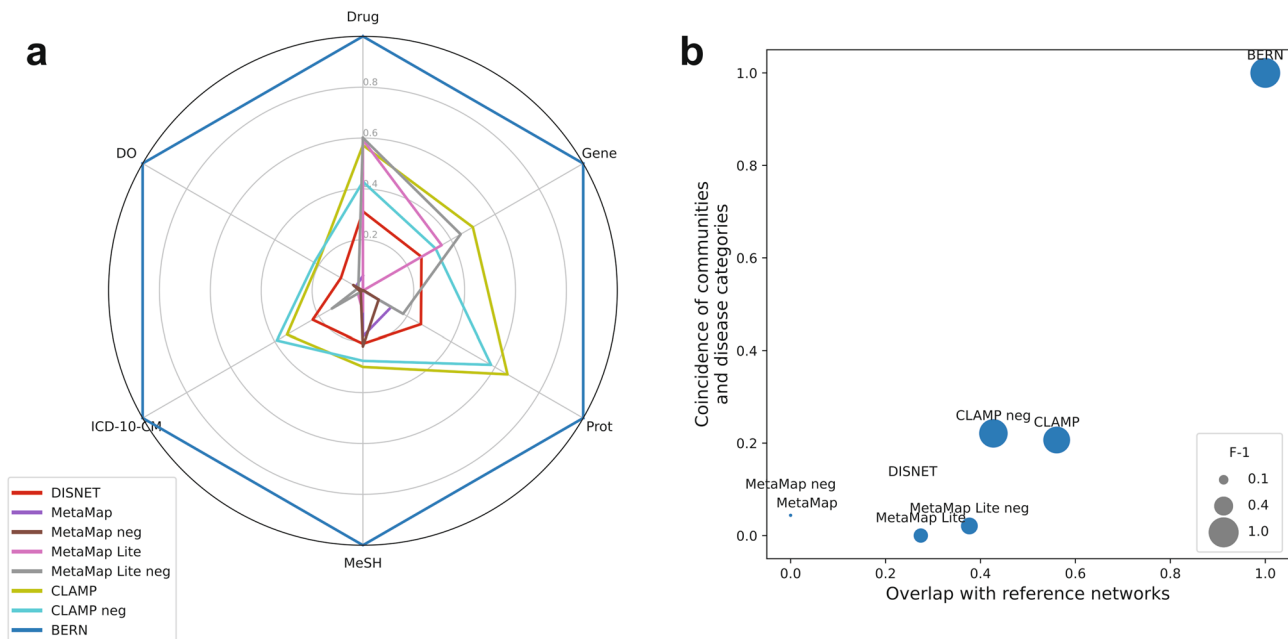 a
Drug
0.8
0.6
0.4
0.2
DO
Gene
ICD-10-CM
Prot
MeSH
DISNET
MetaMap
MetaMap neg
MetaMap Lite
MetaMap Lite neg
CLAMP
CLAMP neg
BERN
b
BERN
1.0
0.8
0.6
0.4
0.2
0.0
Coincidence of communities
and disease categories
CLAMP neg
CLAMP
DISNET
MetaMap neg
MetaMap
MetaMap Lite neg
MetaMap Lite
F-1
0.1
0.4
1.0
0.0
0.2
0.4
0.6
0.8
1.0
Overlap with reference networks